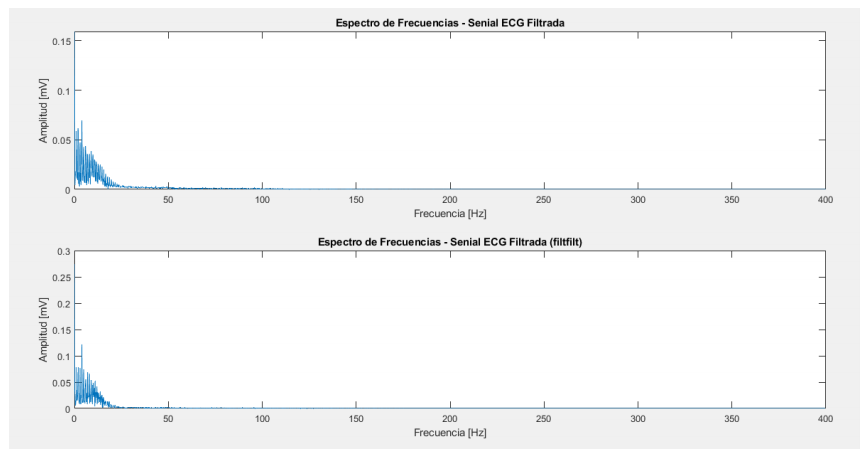 Espectro de Frecuencias - Senial ECG Filtrada
0.15
0.1
0.05
0
Amplitud [mV]
0 50 100 150 200 250 300 350 400
Frecuencia [Hz]
Espectro de Frecuencias - Senial ECG Filtrada (filtfilt)
0.3
0.25
0.2
0.15
0.1
0.05
0
Amplitud [mV]
0 50 100 150 200 250 300 350 400
Frecuencia [Hz]